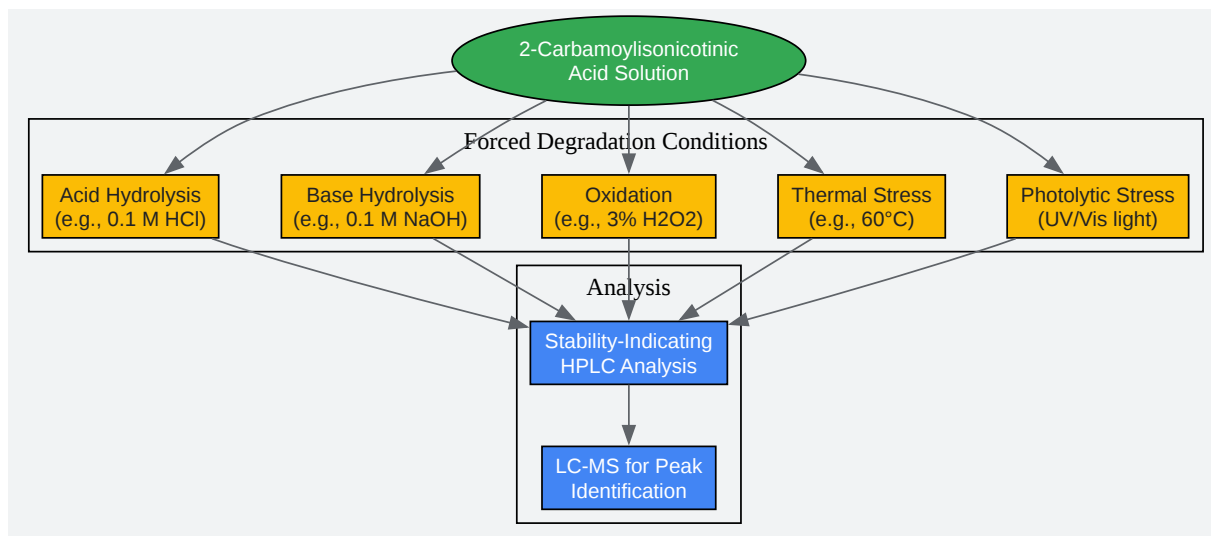 2-Carbamoylisonicotinic
Acid Solution
Forced Degradation Conditions
Acid Hydrolysis
(e.g., 0.1 M HCl)
Base Hydrolysis
(e.g., 0.1 M NaOH)
Oxidation
(e.g., 3% H2O2)
Thermal Stress
(e.g., 60°C)
Photolytic Stress
(UV/Vis light)
Analysis
Stability-Indicating
HPLC Analysis
LC-MS for Peak
Identification